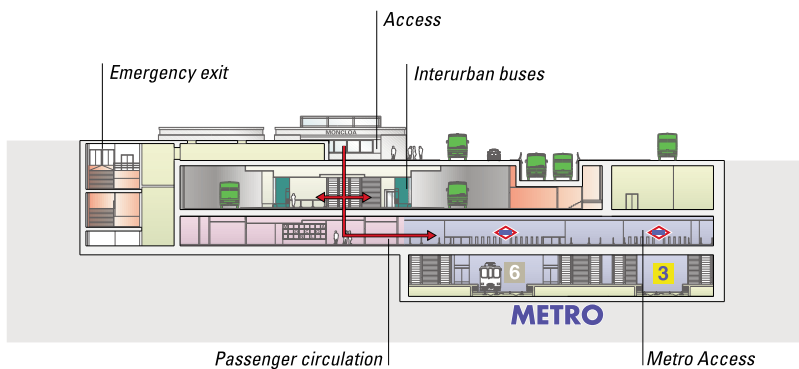 Access
Emergency exit
Interurban buses
MONCLOA
6
3
METRO
Passenger circulation
Metro Access